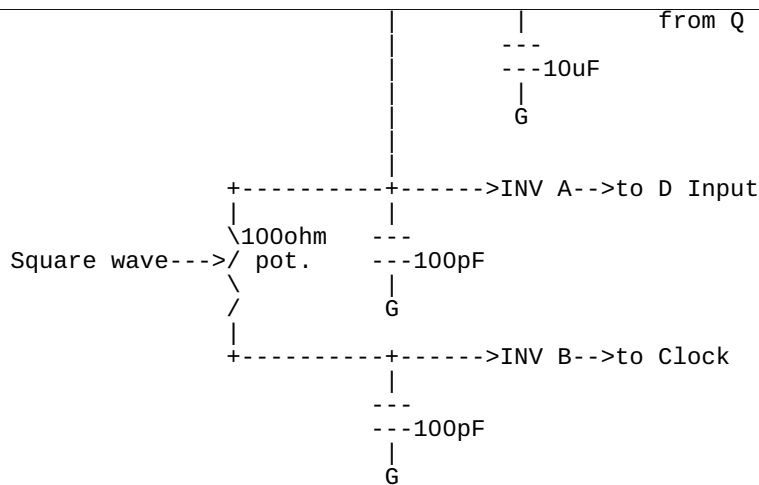 from Q
10uF
G
INV A-->to D Input
100ohm
Square wave---> pot.
100pF
G
INV B-->to Clock
100pF
G